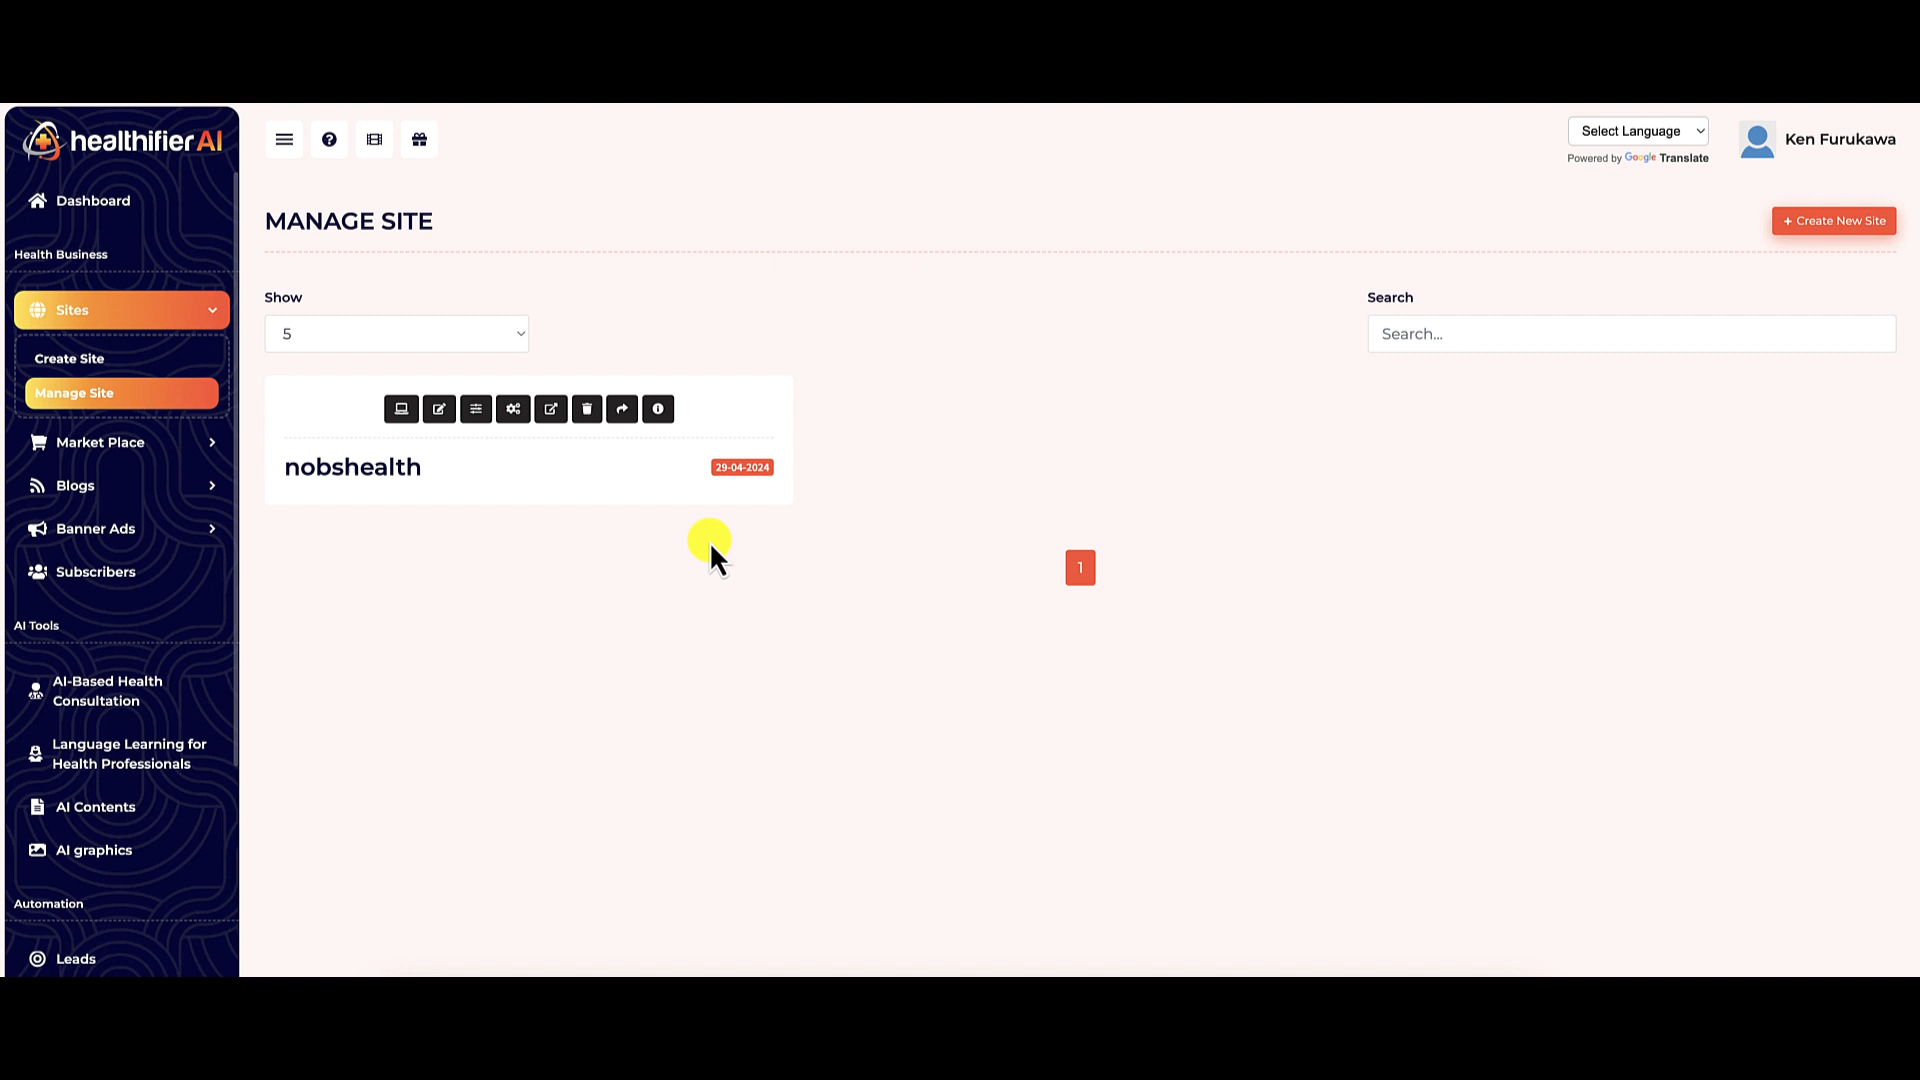 healthifier AI
Select Language
Powered by Google Translate
Ken Furukawa
Dashboard
MANAGE SITE
+ Create New Site
Health Business
Show
Search
Sites
5
Search...
Create Site
Manage Site
Market Place
nobshealth
29-04-2024
Blogs
Banner Ads
Subscribers
1
AI Tools
AI-Based Health
Consultation
Language Learning for
Health Professionals
AI Contents
AI graphics
Automation
Leads